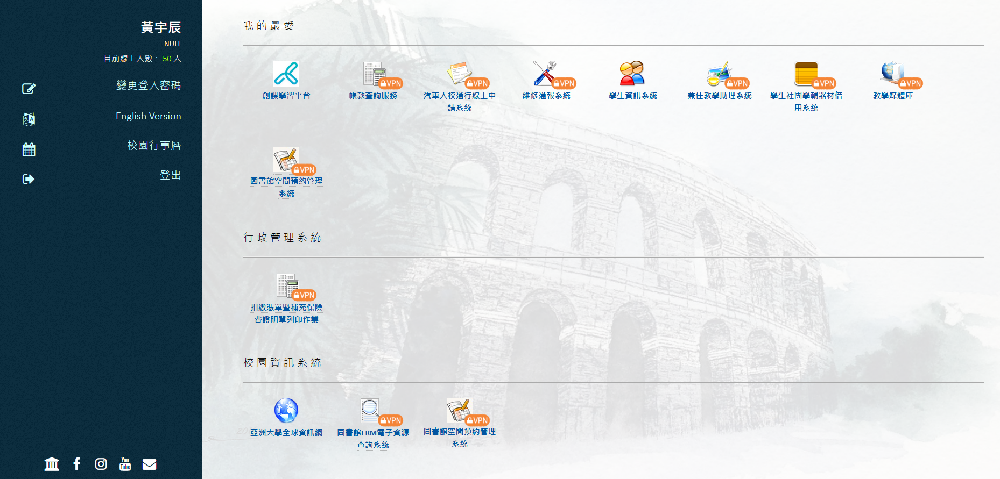 黃宇辰
NULL
目前線上人數： 50 人
變更登入密碼
English Version
校園行事曆
登出
我的最愛
創課學習平台
VPN
帳款查詢服務
VPN
汽車入校通行線上申
請系統
VPN
維修通報系統
學生資訊系統
VPN
兼任教學助理系統
VPN
學生社團學輔器材借
用系統
VPN
教學媒體庫
VPN
圖書館空間預約管理
系統
行政管理系統
VPN
扣繳憑單暨補充保險
費證明單列印作業
校園資訊系統
亞洲大學全球資訊網
VPN
圖書館ERM電子資源
查詢系統
VPN
圖書館空間預約管理
系統
You
Tube